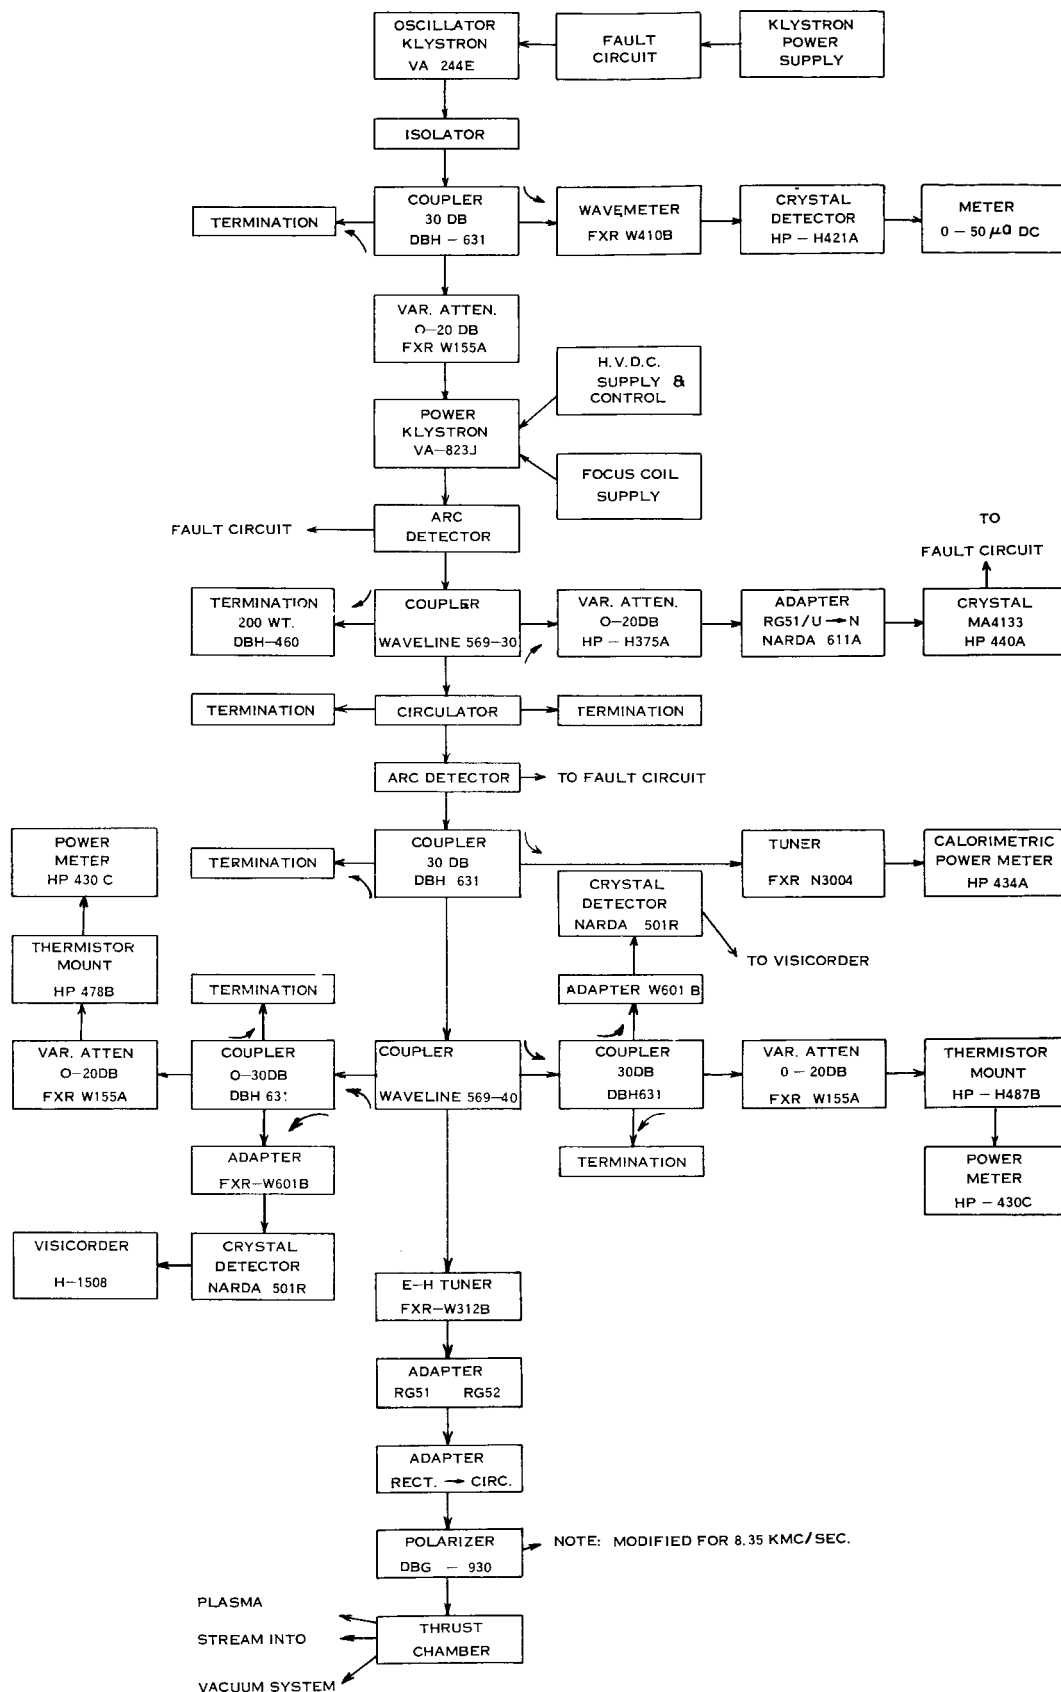 OSCILLATOR
KLYSTRON
VA 244E
FAULT
CIRCUIT
KLYSTRON
POWER
SUPPLY
ISOLATOR
TERMINATION
COUPLER
30 DB
DBH – 631
WAVEMETER
FXR W410B
CRYSTAL
DETECTOR
HP – H421A
METER
0 – 50 µa DC
VAR. ATTEN.
O–20 DB
FXR W155A
H.V.D.C.
SUPPLY &
CONTROL
POWER
KLYSTRON
VA–823J
FOCUS COIL
SUPPLY
FAULT CIRCUIT
ARC
DETECTOR
TO
FAULT CIRCUIT
TERMINATION
200 WT.
DBH–460
COUPLER
WAVELINE 569–30
VAR. ATTEN.
O–20DB
HP – H375A
ADAPTER
RG51/U → N
NARDA 611A
CRYSTAL
MA4133
HP 440A
TERMINATION
CIRCULATOR
TERMINATION
ARC DETECTOR
TO FAULT CIRCUIT
POWER
METER
HP 430 C
TERMINATION
COUPLER
30 DB
DBH 631
TUNER
FXR N3004
CALORIMETRIC
POWER METER
HP 434A
CRYSTAL
DETECTOR
NARDA 501R
TO VISICORDER
THERMISTOR
MOUNT
HP 478B
TERMINATION
ADAPTER W601 B
VAR. ATTEN
O–20DB
FXR W155A
COUPLER
O–30DB
DBH 631
COUPLER
WAVELINE 569–40
COUPLER
30DB
DBH631
VAR. ATTEN
0 – 20DB
FXR W155A
THERMISTOR
MOUNT
HP – H487B
ADAPTER
FXR–W601B
TERMINATION
POWER
METER
HP – 430C
VISICORDER
H–1508
CRYSTAL
DETECTOR
NARDA 501R
E–H TUNER
FXR–W312B
ADAPTER
RG51 RG52
ADAPTER
RECT. → CIRC.
POLARIZER
DBG – 930
NOTE: MODIFIED FOR 8.35 KMC/SEC.
PLASMA
STREAM INTO
VACUUM SYSTEM
THRUST
CHAMBER